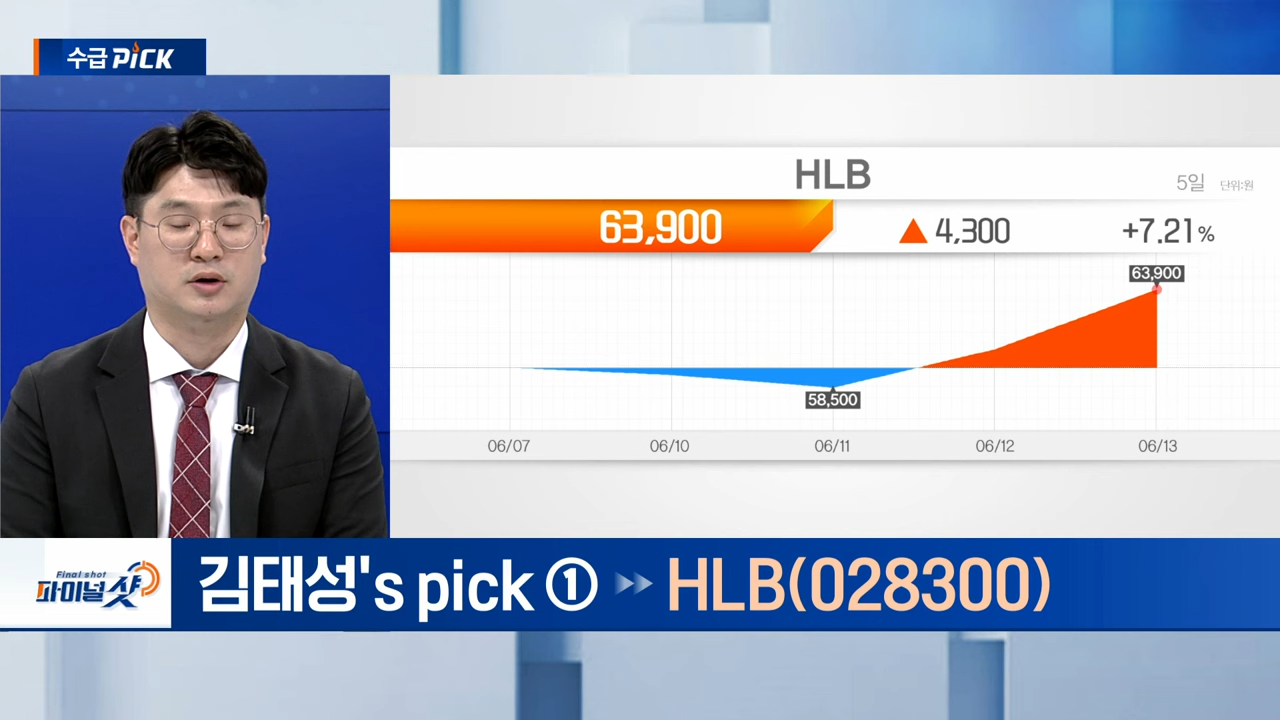 수급 PiCK
HLB
5일 단위:원
63,900 ▲ 4,300 +7.21%
63,900
58,500
06/07 06/10 06/11 06/12 06/13
Final shot
파이널샷
김태성's pick ① ▸▸ HLB(028300)